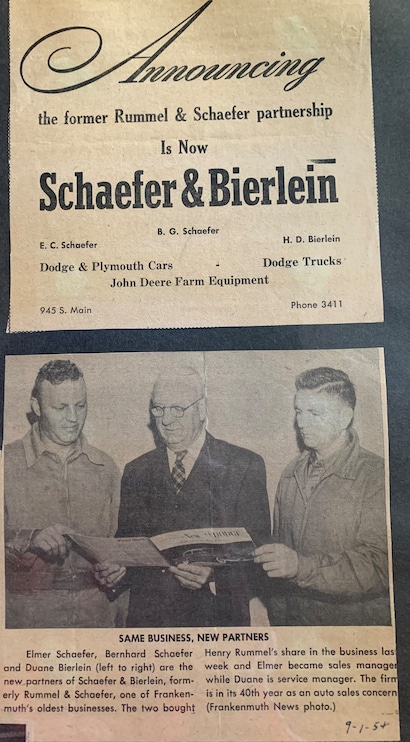 Announcing
the former Rummel & Schaefer partnership
Is Now
Schaefer & Bierlein
B. G. Schaefer
E. C. Schaefer H. D. Bierlein
Dodge & Plymouth Cars - Dodge Trucks
John Deere Farm Equipment
945 S. Main Phone 3411
New DODGE
SAME BUSINESS, NEW PARTNERS
Elmer Schaefer, Bernhard Schaefer
and Duane Bierlein (left to right) are the
new partners of Schaefer & Bierlein, form-
erly Rummel & Schaefer, one of Franken-
muth's oldest businesses. The two bought
Henry Rummel's share in the business las
week and Elmer became sales manager
while Duane is service manager. The firm
is in its 40th year as an auto sales concern
(Frankenmuth News photo.)
9-1-54